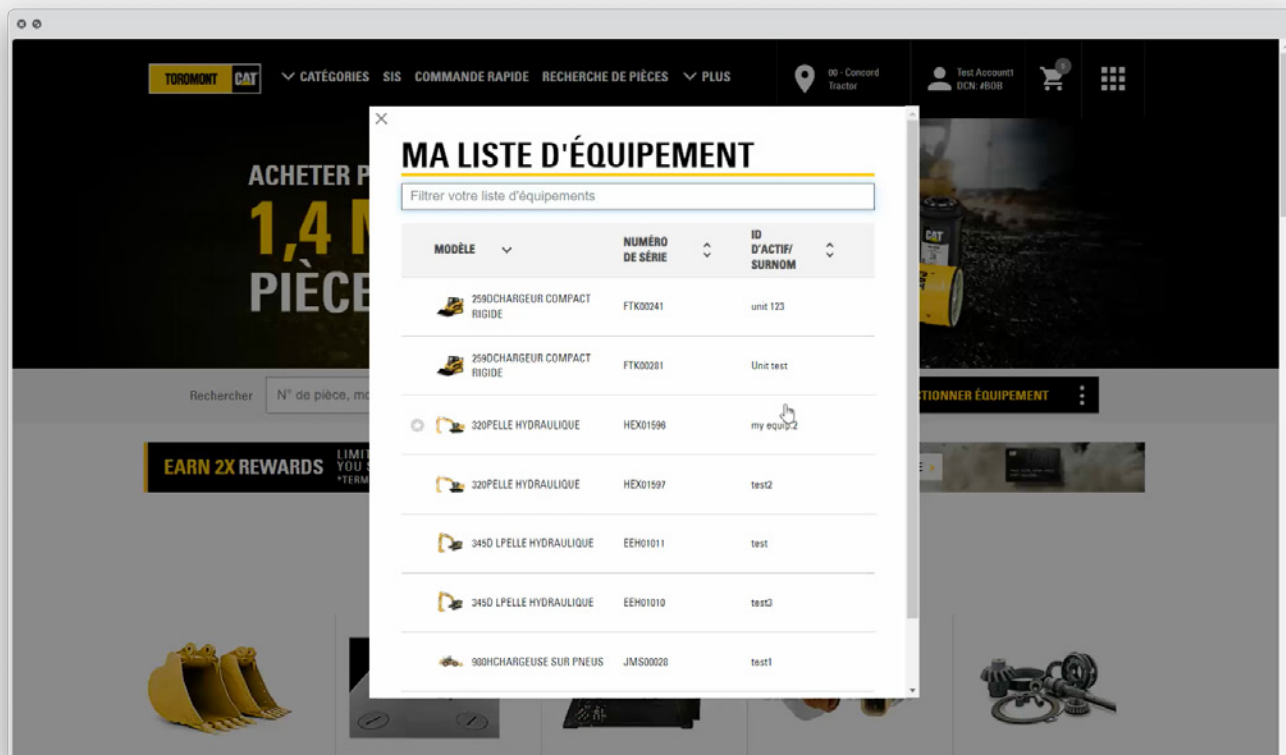 TOROMONT CAT
CATÉGORIES SIS COMMANDE RAPIDE RECHERCHE DE PIÈCES PLUS
00 - Concord
Tractor
Test Account1
DCN: #BOB
MA LISTE D'ÉQUIPEMENT
Filtrer votre liste d'équipements
MODÈLE
NUMÉRO
DE SÉRIE
ID
D'ACTIF/
SURNOM
259DCHARGEUR COMPACT
RIGIDE
FTK00241
unit 123
259DCHARGEUR COMPACT
RIGIDE
FTK00281
Unit test
320PELLE HYDRAULIQUE
HEX01596
my equip.2
320PELLE HYDRAULIQUE
HEX01597
test2
345D LPELLE HYDRAULIQUE
EEH01011
test
345D LPELLE HYDRAULIQUE
EEH01010
test3
980HCHARGEUSE SUR PNEUS
JMS00028
test1
ACHETER P
1,4
PIÈCE
CAT
Rechercher
N° de pièce, mo
CTIONNER ÉQUIPEMENT
EARN 2X REWARDS
LIMIT
YOU S
*TERM
E